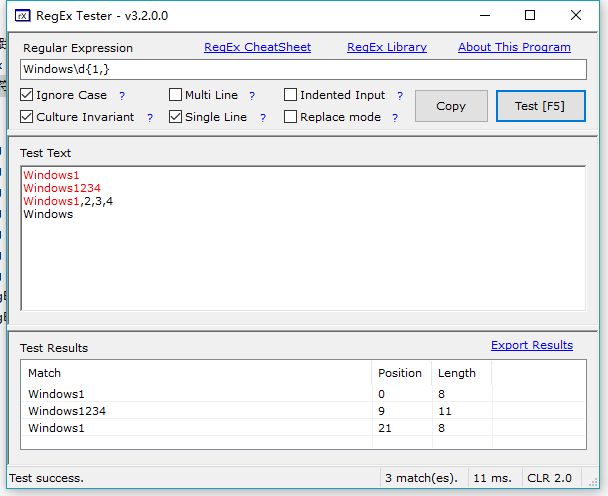 RegEx Tester - v3.2.0.0
Regular Expression RegEx CheatSheet RegEx Library About This Program
Windows\d{1,}
Ignore Case ? Multi Line ? Indented Input ? Copy Test [F5]
Culture Invariant ? Single Line ? Replace mode ?
Test Text
Windows1
Windows1234
Windows1,2,3,4
Windows
Test Results Export Results
Match Position Length
Windows1 0 8
Windows1234 9 11
Windows1 21 8
Test success. 3 match(es). 11 ms. CLR 2.0